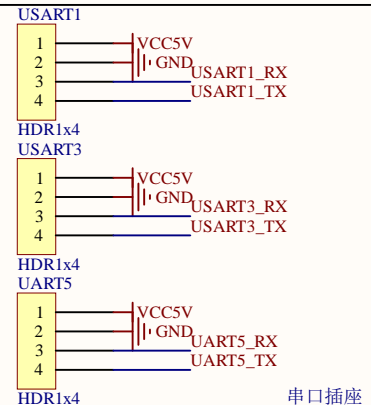 USART1
1 VCC5V
2 GND
3 USART1_RX
4 USART1_TX
HDR1x4
USART3
1 VCC5V
2 GND
3 USART3_RX
4 USART3_TX
HDR1x4
UART5
1 VCC5V
2 GND
3 UART5_RX
4 UART5_TX
HDR1x4 串口插座